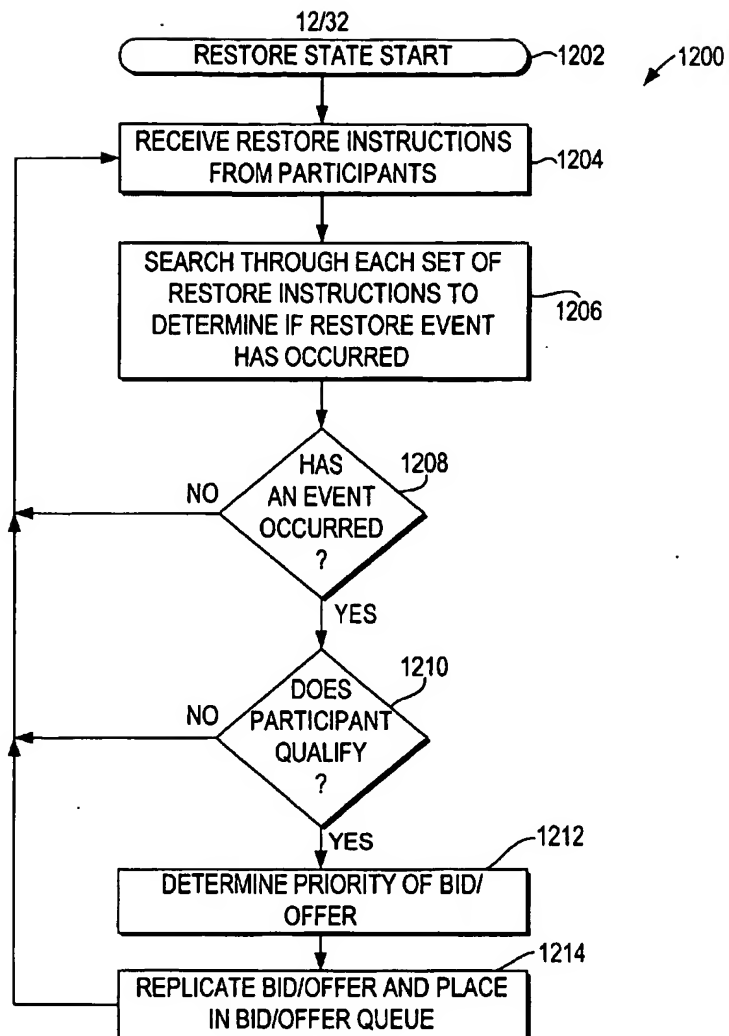 12/32
RESTORE STATE START
1202
1200
RECEIVE RESTORE INSTRUCTIONS
FROM PARTICIPANTS
1204
SEARCH THROUGH EACH SET OF
RESTORE INSTRUCTIONS TO
DETERMINE IF RESTORE EVENT
HAS OCCURRED
1206
HAS
AN EVENT
OCCURRED
?
1208
NO
YES
DOES
PARTICIPANT
QUALIFY
?
1210
NO
YES
1212
DETERMINE PRIORITY OF BID/
OFFER
1214
REPLICATE BID/OFFER AND PLACE
IN BID/OFFER QUEUE